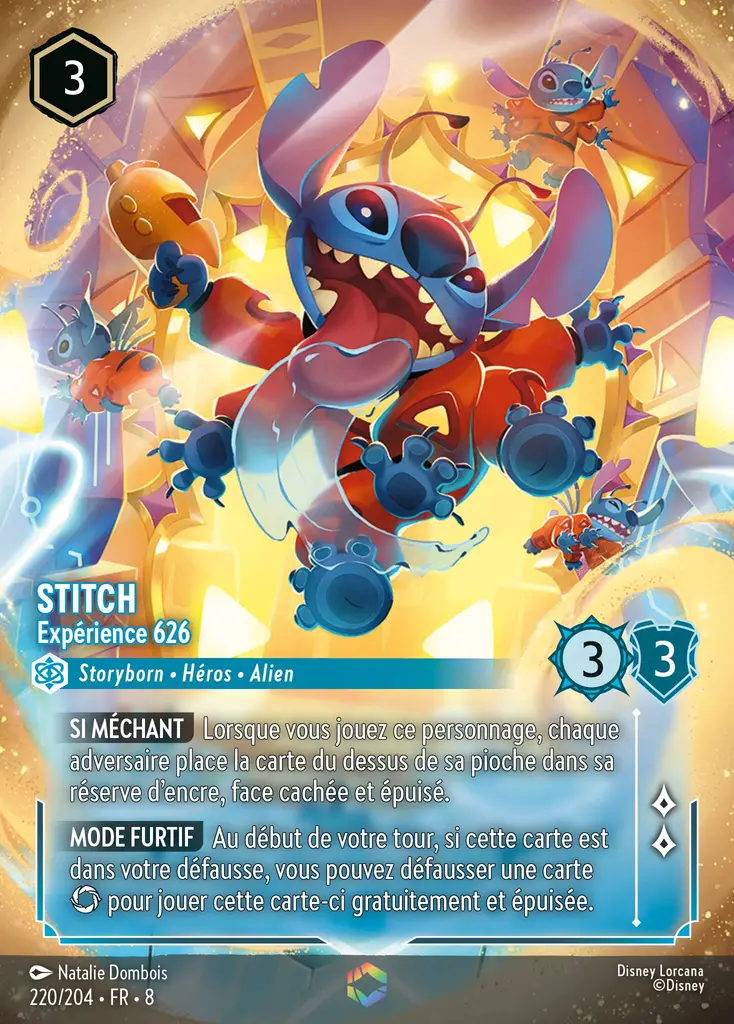 3
STITCH
Expérience 626
Storyborn • Héros • Alien
3 3
SI MÉCHANT Lorsque vous jouez ce personnage, chaque
adversaire place la carte du dessus de sa pioche dans sa
réserve d'encre, face cachée et épuisé.
MODE FURTIF Au début de votre tour, si cette carte est
dans votre défausse, vous pouvez défausser une carte
pour jouer cette carte-ci gratuitement et épuisée.
Natalie Dombois
220/204 • FR • 8
Disney Lorcana
©Disney